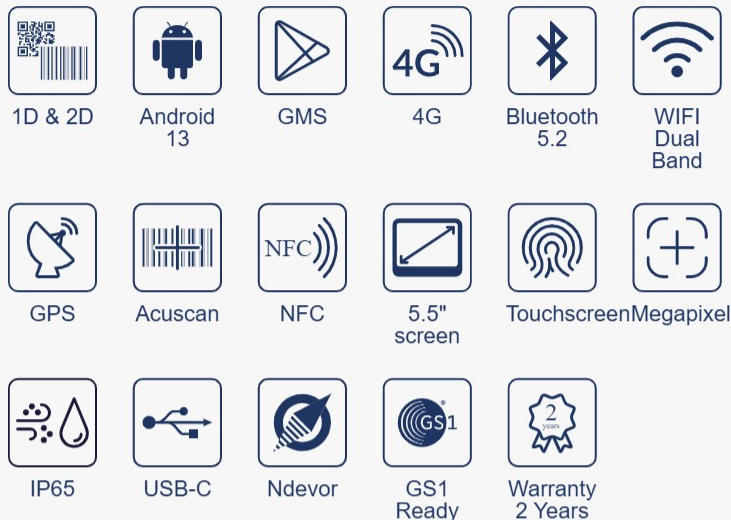 4G
1D & 2D
Android
13
GMS
4G
Bluetooth
5.2
WIFI
Dual
Band
NFC
GPS
Acuscan
NFC
5.5"
screen
Touchscreen
Megapixel
GS1
2
years
IP65
USB-C
Ndevor
GS1
Ready
Warranty
2 Years